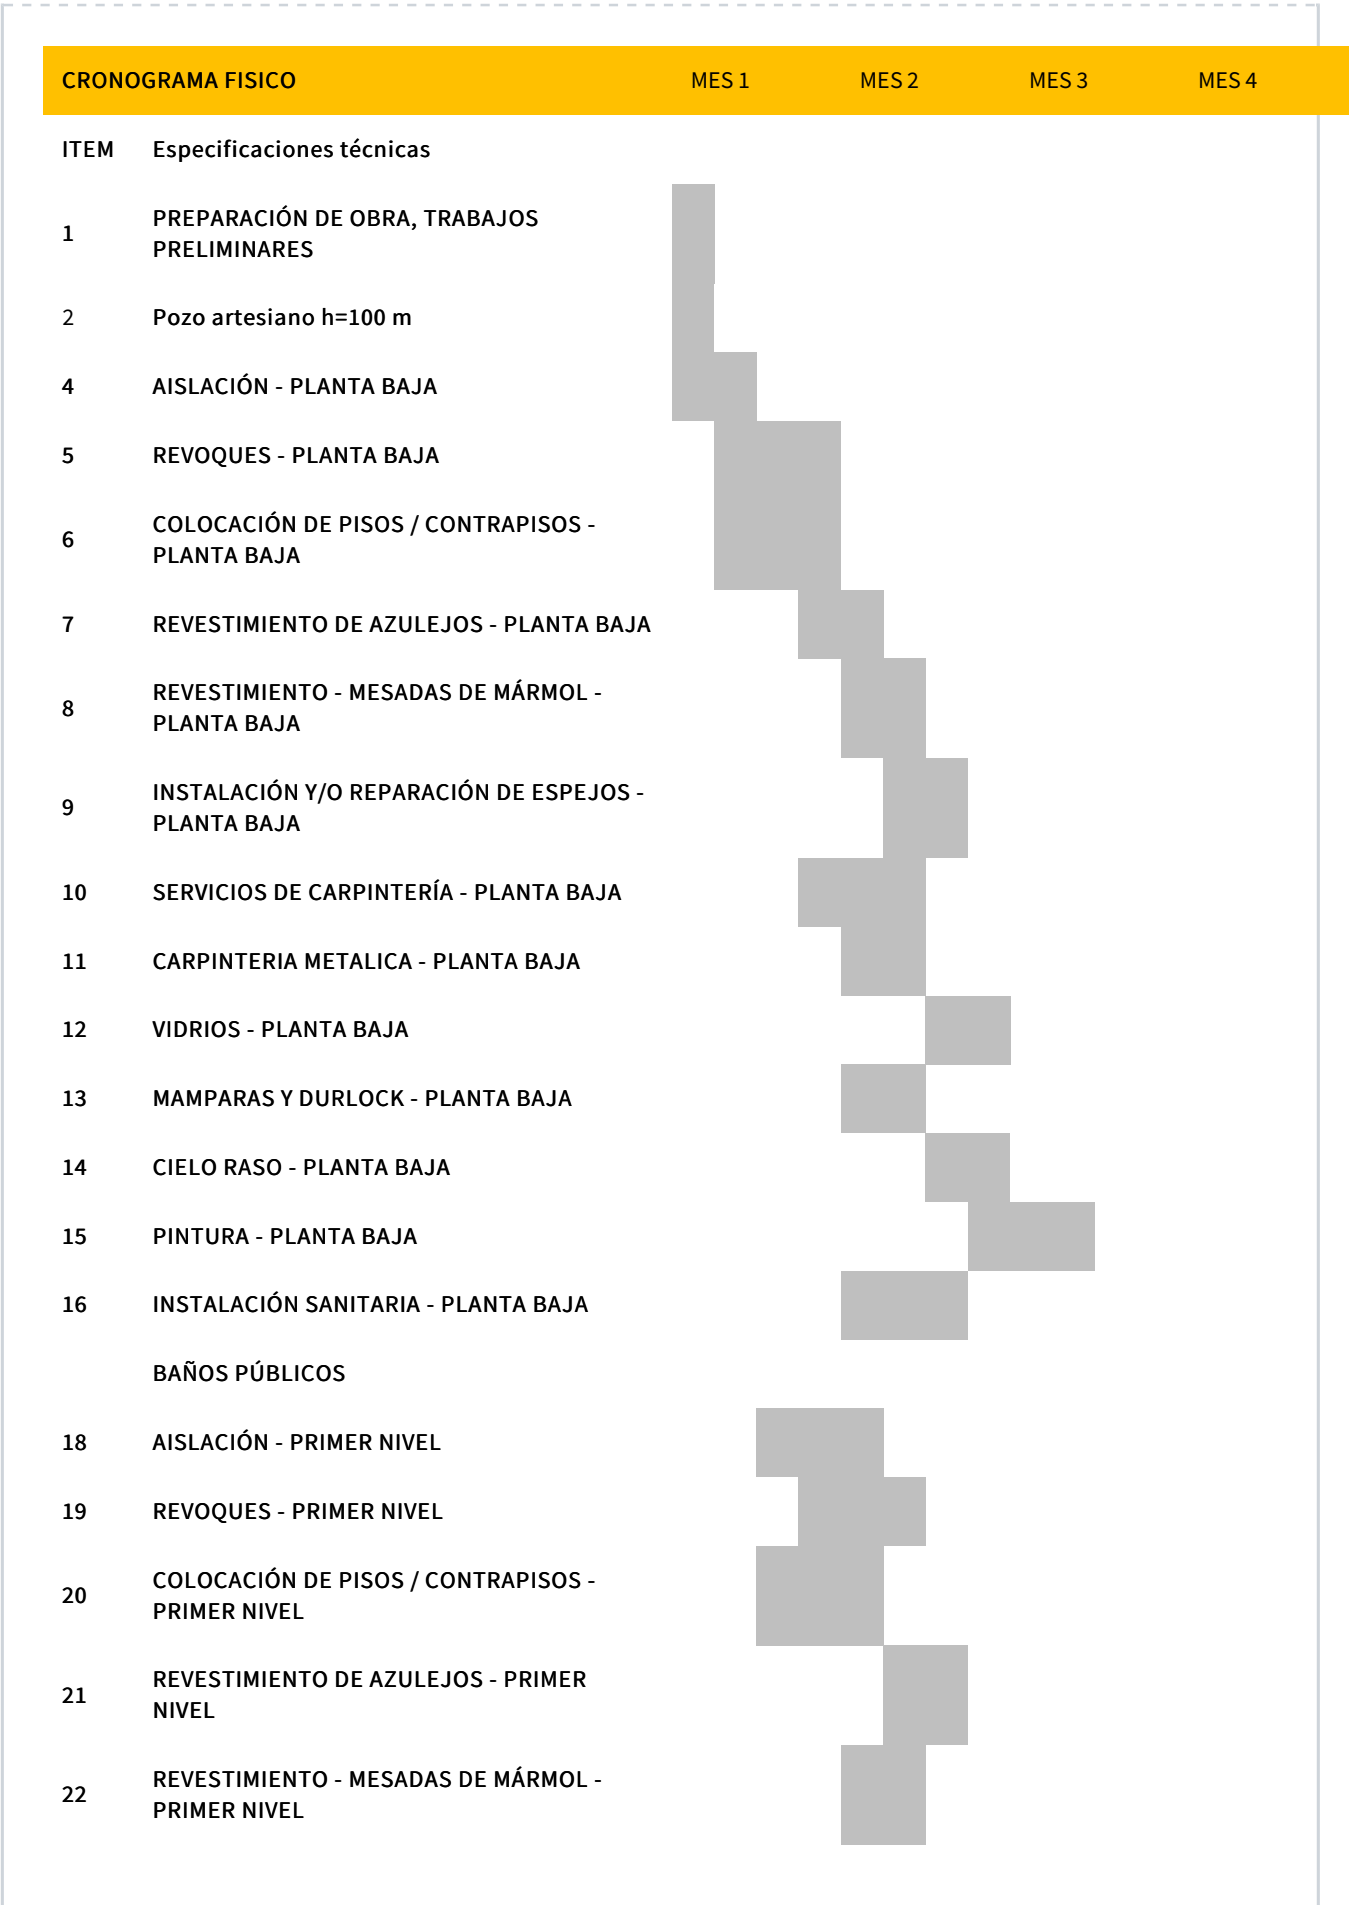 CRONOGRAMA FISICO MES 1 MES 2 MES 3 MES 4
ITEM Especificaciones técnicas
1 PREPARACIÓN DE OBRA, TRABAJOS
PRELIMINARES
2 Pozo artesiano h=100 m
4 AISLACIÓN - PLANTA BAJA
5 REVOQUES - PLANTA BAJA
6 COLOCACIÓN DE PISOS / CONTRAPISOS -
PLANTA BAJA
7 REVESTIMIENTO DE AZULEJOS - PLANTA BAJA
8 REVESTIMIENTO - MESADAS DE MÁRMOL -
PLANTA BAJA
9 INSTALACIÓN Y/O REPARACIÓN DE ESPEJOS -
PLANTA BAJA
10 SERVICIOS DE CARPINTERÍA - PLANTA BAJA
11 CARPINTERIA METALICA - PLANTA BAJA
12 VIDRIOS - PLANTA BAJA
13 MAMPARAS Y DURLOCK - PLANTA BAJA
14 CIELO RASO - PLANTA BAJA
15 PINTURA - PLANTA BAJA
16 INSTALACIÓN SANITARIA - PLANTA BAJA
BAÑOS PÚBLICOS
18 AISLACIÓN - PRIMER NIVEL
19 REVOQUES - PRIMER NIVEL
20 COLOCACIÓN DE PISOS / CONTRAPISOS -
PRIMER NIVEL
21 REVESTIMIENTO DE AZULEJOS - PRIMER
NIVEL
22 REVESTIMIENTO - MESADAS DE MÁRMOL -
PRIMER NIVEL